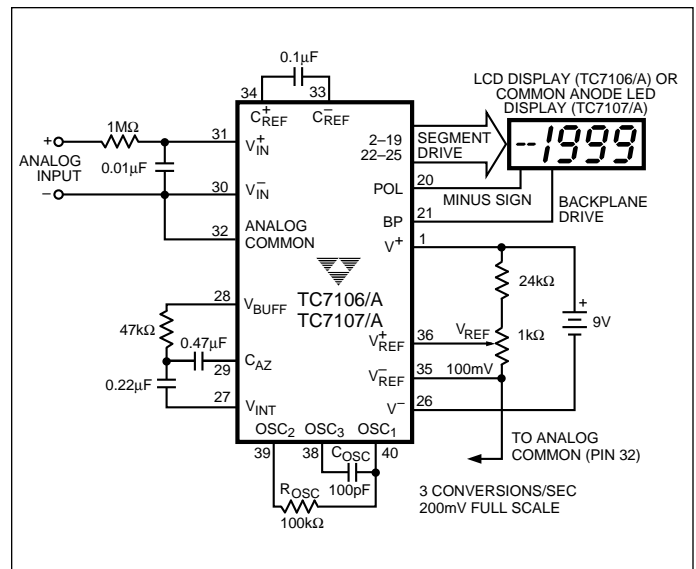 0.1µF
34
33
C+REF
C–REF
LCD DISPLAY (TC7106/A) OR
COMMON ANODE LED
DISPLAY (TC7107/A)
1MΩ
+
31
V+IN
ANALOG
INPUT
0.01µF
–
30
V–IN
32
ANALOG
COMMON
2–19
22–25
SEGMENT
DRIVE
--1999
POL
20
MINUS SIGN
BP
21
BACKPLANE
DRIVE
V+
1
TC7106/A
TC7107/A
24kΩ
+
9V
28
VBUFF
47kΩ
0.47µF
29
CAZ
0.22µF
27
VINT
V+REF
36
VREF
1kΩ
V–REF
35
100mV
V–
26
OSC2
OSC3
OSC1
39
38
COSC
40
100pF
ROSC
100kΩ
TO ANALOG
COMMON (PIN 32)
3 CONVERSIONS/SEC
200mV FULL SCALE